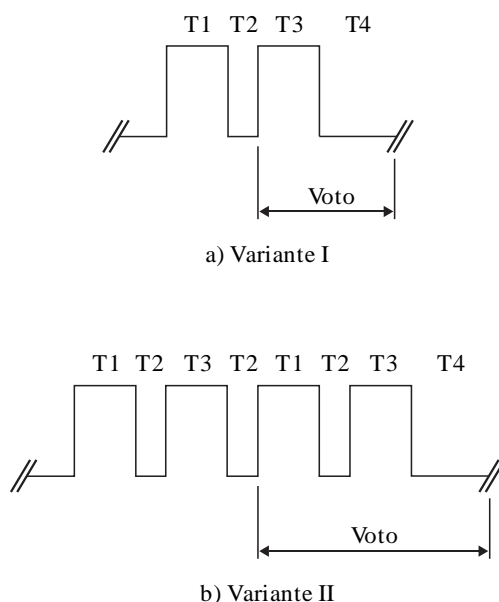 T1 T2 T3 T4
Voto
a) Variante I
T1 T2 T3 T2 T1 T2 T3 T4
Voto
b) Variante II